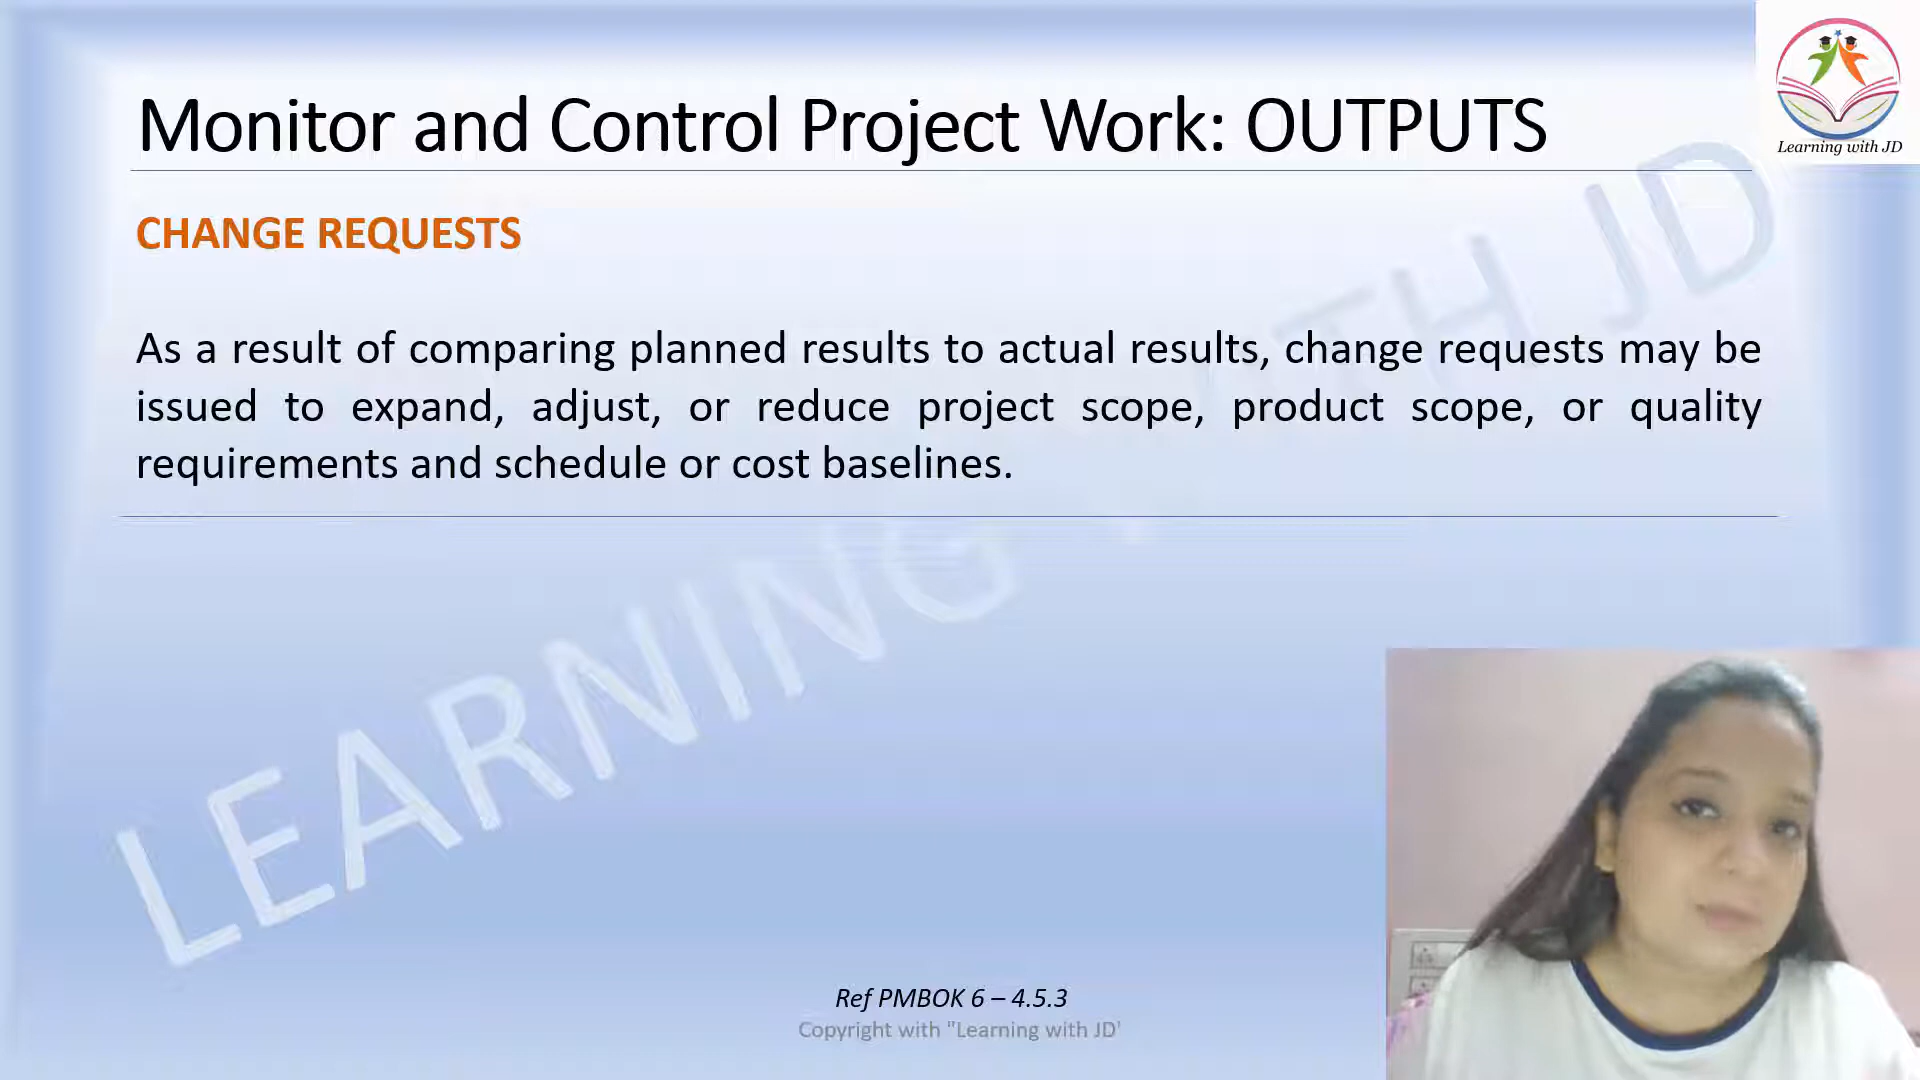 Monitor and Control Project Work: OUTPUTS
Learning with JD
CHANGE REQUESTS
As a result of comparing planned results to actual results, change requests may be
issued to expand, adjust, or reduce project scope, product scope, or quality
requirements and schedule or cost baselines.
LEARNING WITH JD
Ref PMBOK 6 – 4.5.3
Copyright with "Learning with JD'